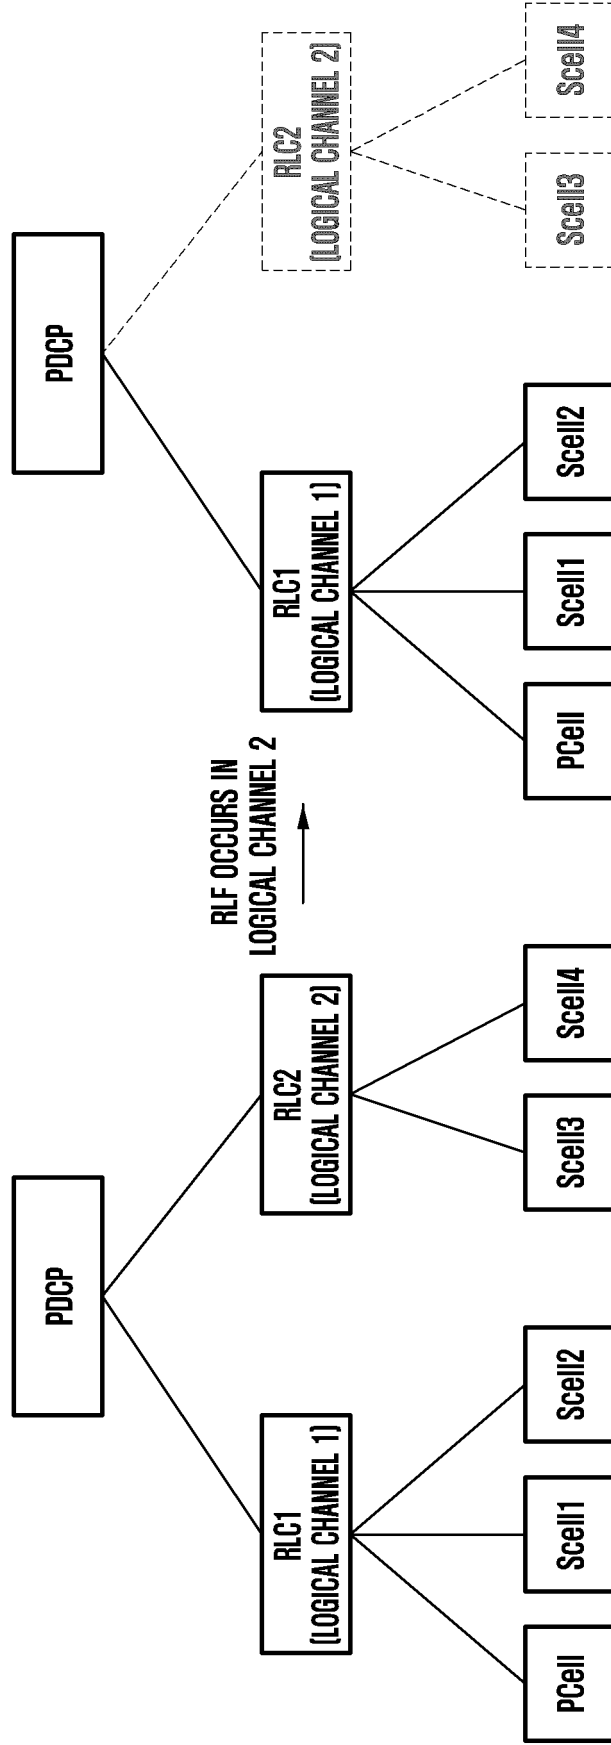 PDCP
RLC1
(LOGICAL CHANNEL 1)
RLC2
(LOGICAL CHANNEL 2)
PCell
Scell1
Scell2
Scell3
Scell4
RLF OCCURS IN
LOGICAL CHANNEL 2
PDCP
RLC1
(LOGICAL CHANNEL 1)
RLC2
(LOGICAL CHANNEL 2)
PCell
Scell1
Scell2
Scell3
Scell4